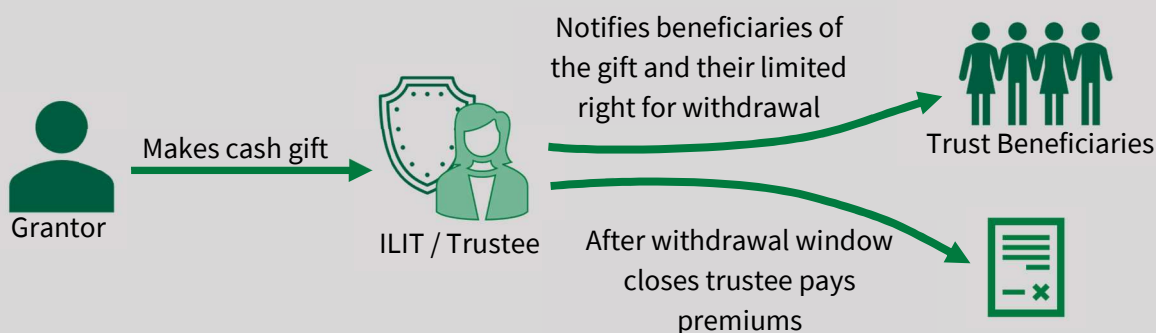 Makes cash gift
Grantor
ILIT / Trustee
Notifies beneficiaries of
the gift and their limited
right for withdrawal
Trust Beneficiaries
After withdrawal window
closes trustee pays
premiums